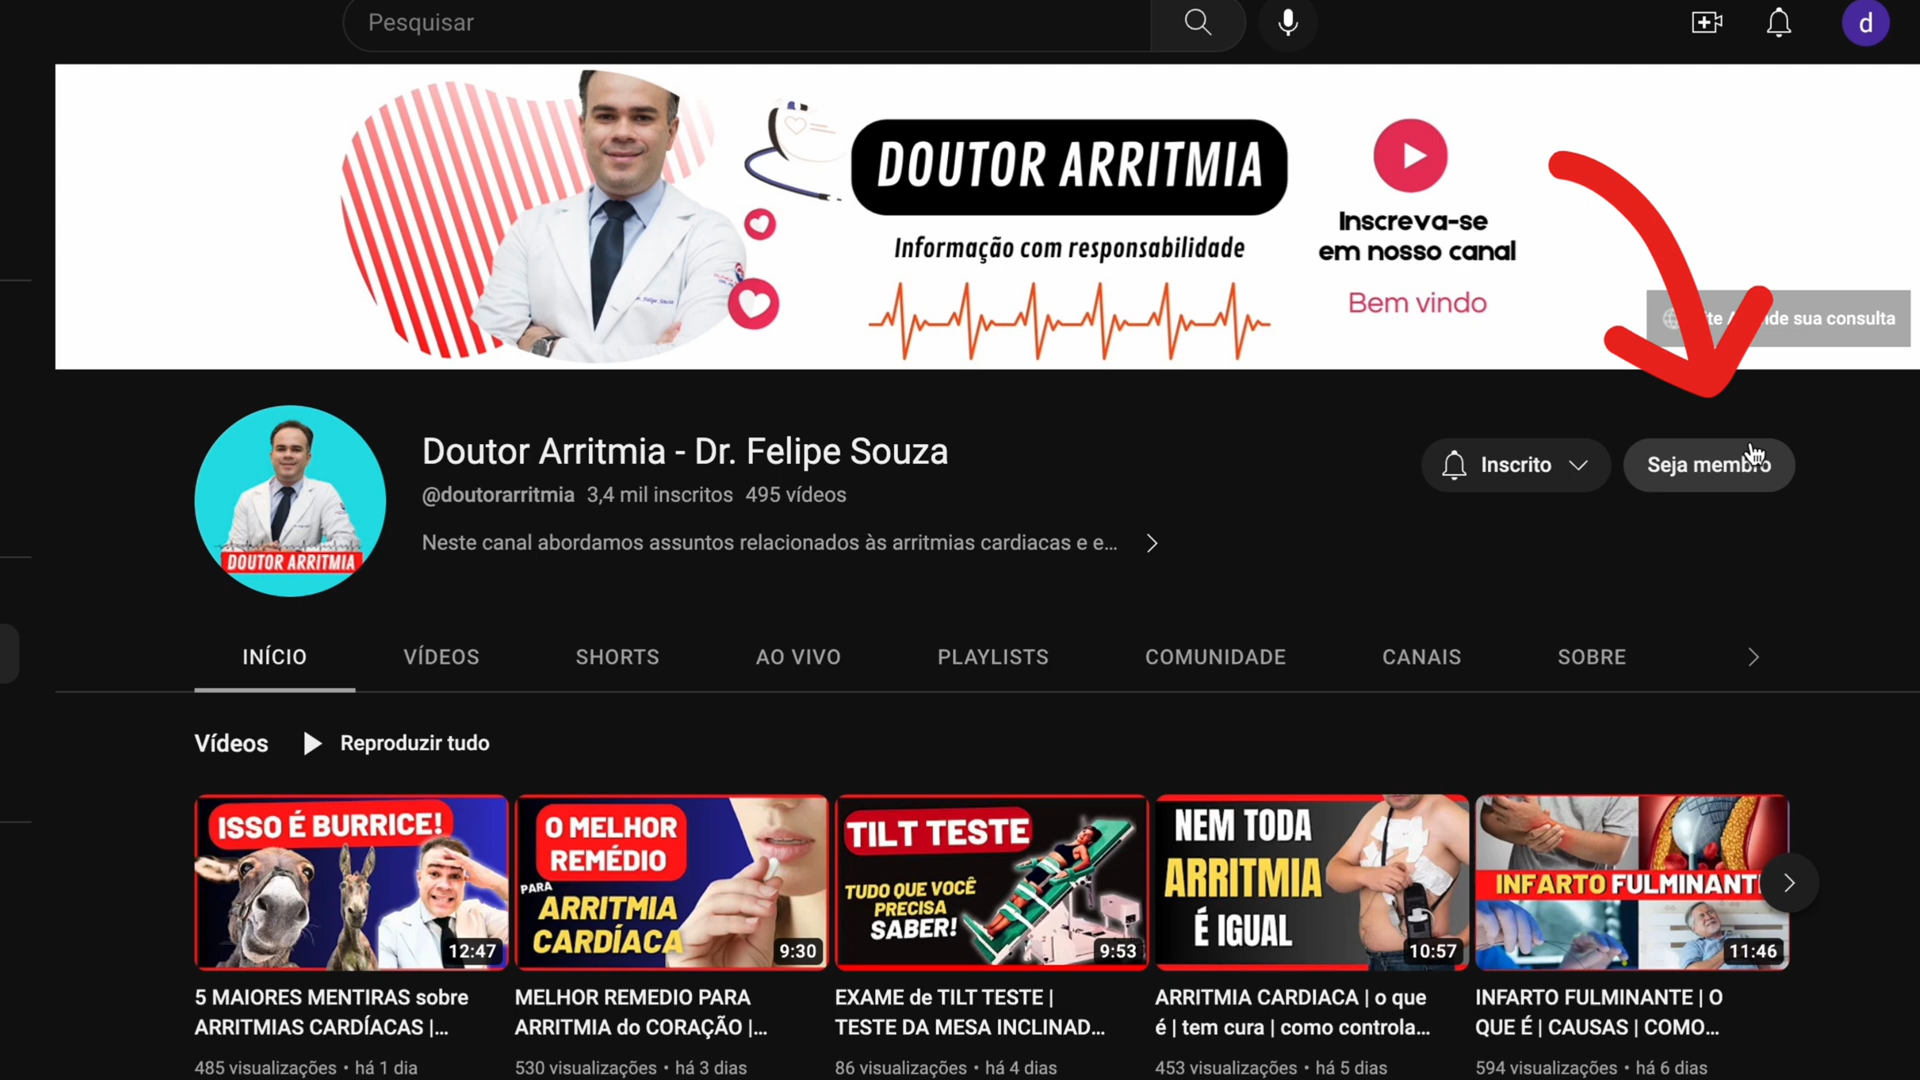 Pesquisar
d
DOUTOR ARRITMIA
Informação com responsabilidade
Inscreva-se
em nosso canal
Bem vindo
sua consulta
Doutor Arritmia - Dr. Felipe Souza
@doutorarritmia 3,4 mil inscritos 495 vídeos
Neste canal abordamos assuntos relacionados às arritmias cardiacas e e...
DOUTOR ARRITMIA
Inscrito
Seja membro
INÍCIO VÍDEOS SHORTS AO VIVO PLAYLISTS COMUNIDADE CANAIS SOBRE
Vídeos Reproduzir tudo
ISSO É BURRICE!
12:47
O MELHOR
REMÉDIO
PARA
ARRITMIA
CARDÍACA
9:30
TILT TESTE
TUDO QUE VOCÊ
PRECISA
SABER!
9:53
NEM TODA
ARRITMIA
É IGUAL
10:57
INFARTO FULMINANT
11:46
5 MAIORES MENTIRAS sobre
ARRITMIAS CARDÍACAS |...
485 visualizações • há 1 dia
MELHOR REMEDIO PARA
ARRITMIA do CORAÇÃO |...
530 visualizações • há 3 dias
EXAME de TILT TESTE |
TESTE DA MESA INCLINAD...
86 visualizações • há 4 dias
ARRITMIA CARDIACA | o que
é | tem cura | como controla...
453 visualizações • há 5 dias
INFARTO FULMINANTE | O
QUE É | CAUSAS | COMO...
594 visualizações • há 6 dias